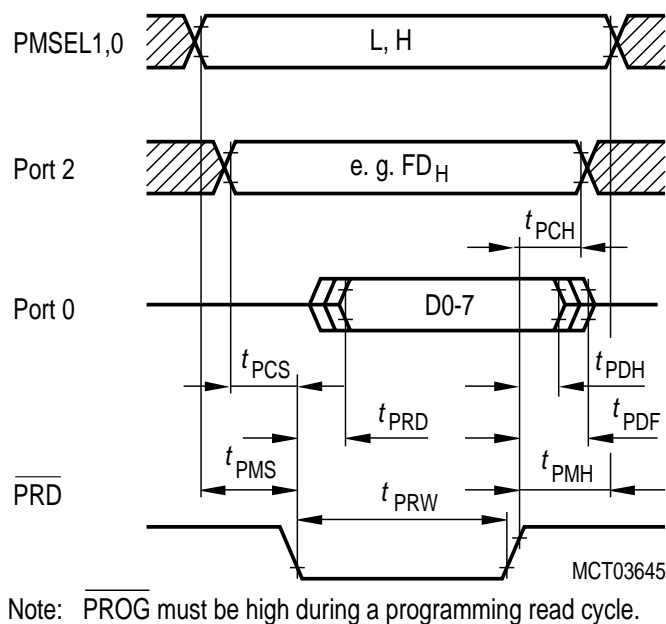 PMSEL1,0
L, H
Port 2
e. g. FDH
tPCH
Port 0
D0-7
tPCS
tPDH
tPRD
tPDF
tPMS
tPMH
PRD
tPRW
MCT03645
Note: PROG must be high during a programming read cycle.